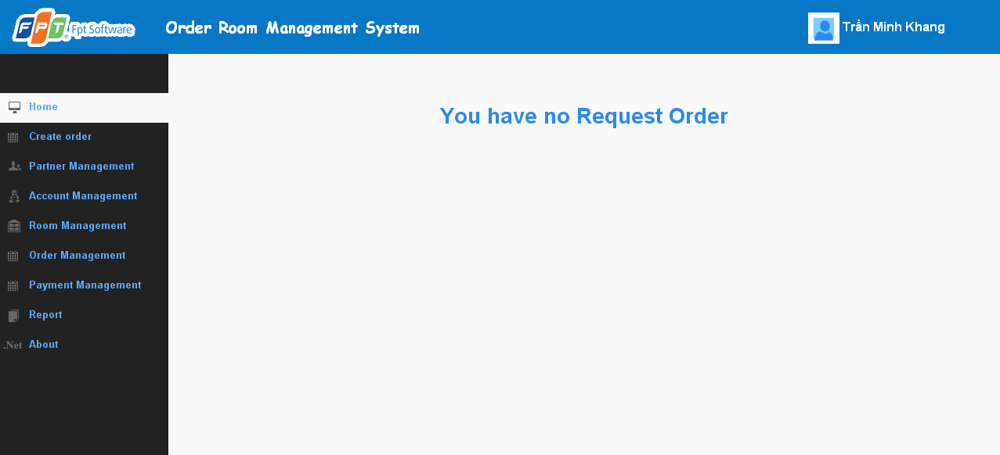 FPT Fpt Software
Order Room Management System
Trần Minh Khang
Home
You have no Request Order
Create order
Partner Management
Account Management
Room Management
Order Management
Payment Management
Report
.Net About